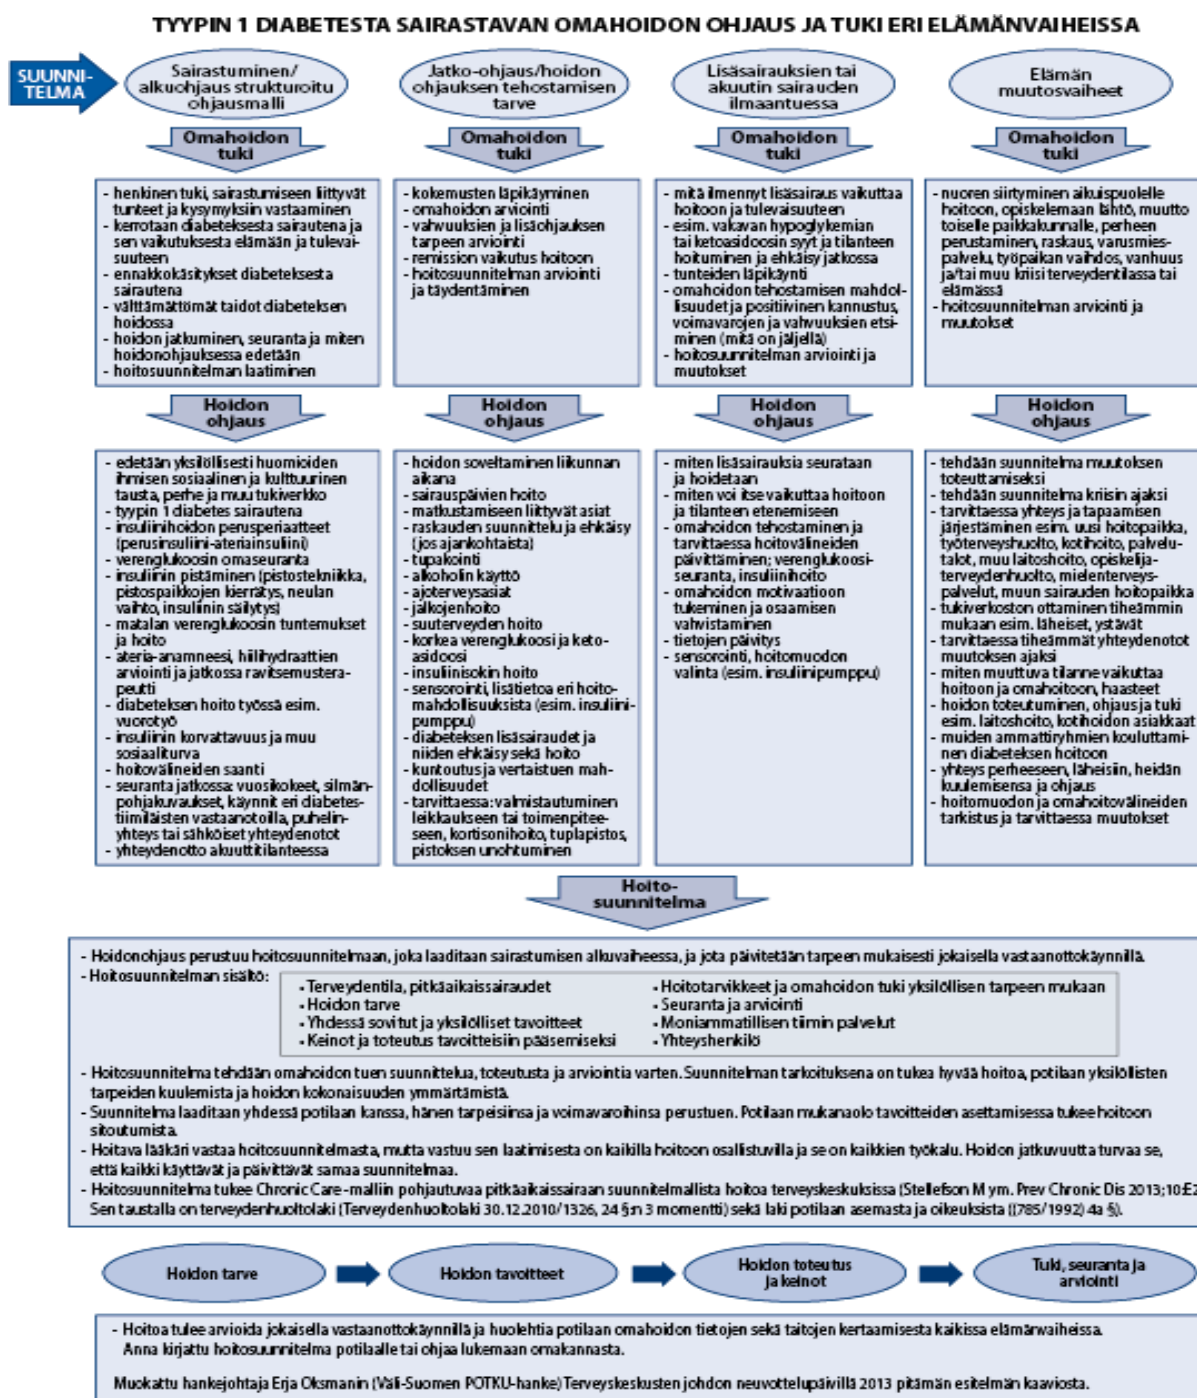 TYYPIN 1 DIABETESTA SAIRASTAVAN OMAHOIDON OHJAUS JA TUKI ERI ELÄMÄNVAIHEISSA
SUUNNI-
TELMA
Sairastuminen/
alkuohjaus strukturoitu
ohjausmalli
Omahoidon
tuki
- henkinen tuki, sairastumiseen liittyvät
tunteet ja kysymyksiin vastaaminen
- kerrotaan diabeteksesta sairautena ja
sen vaikutuksesta elämään ja tulevai-
suuteen
- ennakkokäsitykset diabeteksesta
sairautena
- välttämättömät taidot diabeteksen
hoidossa
- hoidon jatkuminen, seuranta ja miten
hoidonohjauksessa edetään
- hoitosuunnitelman laatiminen
Hoidon
ohjaus
- edetään yksilöllisesti huomioiden
ihmisen sosiaalinen ja kulttuurinen
tausta, perhe ja muu tukiverkko
- tyypin 1 diabetes sairautena
- insuliinihoidon perusperiaatteet
(perusinsuliini-ateriainsuliini)
- verenglukoosin omaseuranta
- insuliinin pistäminen (pistostekniikka,
pistospaikkojen kierrätys, neulan
vaihto, insuliinin säilytys)
- matalan verenglukoosin tuntemukset
ja hoito
- ateria-anamneesi, hiilihydraattien
arviointi ja jatkossa ravitsemustera-
peutti
- diabeteksen hoito työssä esim.
vuorotyö
- insuliinin korvattavuus ja muu
sosiaaliturva
- hoitovälineiden saanti
- seuranta jatkossa: vuosikokeet, silmän-
pohjakuvaukset, käynnit eri diabetes-
tiimiläisten vastaanotoilla, puhelin-
yhteys tai sähköiset yhteydenotot
- yhteydenotto akuuttitilanteessa
Jatko-ohjaus/hoidon
ohjauksen tehostamisen
tarve
Omahoidon
tuki
- kokemusten läpikäyminen
- omahoidon arviointi
- vahvuuksien ja lisäohjauksen
tarpeen arviointi
- remission vaikutus hoitoon
- hoitosuunnitelman arviointi
ja täydentäminen
Hoidon
ohjaus
- hoidon soveltaminen liikunnan
aikana
- sairauspäivien hoito
- matkustamiseen liittyvät asiat
- raskauden suunnittelu ja ehkäisy
(jos ajankohtaista)
- tupakointi
- alkoholin käyttö
- ajoterveysasiat
- jalkojenhoito
- suuterveyden hoito
- korkea verenglukoosi ja keto-
asidoosi
- insuliinisokin hoito
- sensorointi, lisätietoa eri hoito-
mahdollisuuksista (esim. insuliini-
pumppu)
- diabeteksen lisäsairaudet ja
niiden ehkäisy sekä hoito
- kuntoutus ja vertaistuen mah-
dollisuudet
- tarvittaessa: valmistautuminen
leikkaukseen tai toimenpitee-
seen, kortisonihoito, tuplapistos,
pistoksen unohtuminen
Lisäsairauksien tai
akuutin sairauden
ilmaantuessa
Omahoidon
tuki
- mitä ilmennyt lisäsairaus vaikuttaa
hoitoon ja tulevaisuuteen
- esim. vakavan hypoglykemian
tai ketoasidoosin syyt ja tilanteen
hoituminen ja ehkäisy jatkossa
- tunteiden läpikäynti
- omahoidon tehostamisen mahdol-
lisuudet ja positiivinen kannustus,
voimavarojen ja vahvuuksien etsi-
minen (mitä on jäljellä)
- hoitosuunnitelman arviointi ja
muutokset
Hoidon
ohjaus
- miten lisäsairauksia seurataan
ja hoidetaan
- miten voi itse vaikuttaa hoitoon
ja tilanteen etenemiseen
- omahoidon tehostaminen ja
tarvittaessa hoitovälineiden
päivittäminen; verenglukoosi-
seuranta, insuliinihoito
- omahoidon motivaatioon
tukeminen ja osaamisen
vahvistaminen
- tietojen päivitys
- sensorointi, hoitomuodon
valinta (esim. insuliinipumppu)
Elämän
muutosvaiheet
- nuoren siirtyminen aikuispuolelle
hoitoon, opiskelemaan lähtö, muutto
toiselle paikkakunnalle, perheen
perustaminen, raskaus, varusmies-
palvelu, työpaikan vaihdos, vanhuus
ja/tai muu kriisi terveydentilassa tai
elämässä
- hoitosuunnitelman arviointi ja
muutokset
Omahoidon
tuki
Hoidon
ohjaus
- tehdään suunnitelma muutoksen
toteuttamiseksi
- tehdään suunnitelma kriisin ajaksi
- tarvittaessa yhteys ja tapaamisen
järjestäminen esim. uusi hoitopaikka,
työterveyshuolto, kotihoito, palvelu-
talot, muu laitoshoito, opiskelija-
terveydenhuolto, mielenterveys-
palvelut, muun sairauden hoitopaikka
- tukiverkoston ottaminen tiheämmin
mukaan esim. läheiset, ystävät
- tarvittaessa tiheämmät yhteydenotot
muutoksen ajaksi
- miten muuttuva tilanne vaikuttaa
hoitoon ja omahoitoon, haasteet
- hoidon toteutuminen, ohjaus ja tuki
esim. laitoshoito, kotihoidon asiakkaat
- muiden ammattiryhmien kouluttami-
nen diabeteksen hoitoon
- yhteys perheeseen, läheisiin, heidän
kuulemisensa ja ohjaus
- hoitomuodon ja omahoitovälineiden
tarkistus ja tarvittaessa muutokset
Hoito-
suunnitelma
- Hoidonohjaus perustuu hoitosuunnitelmaan, joka laaditaan sairastumisen alkuvaiheessa, ja jota päivitetään tarpeen mukaisesti jokaisella vastaanottokäynnillä.
- Hoitosuunnitelman sisältö:
• Terveydentila, pitkäaikaissairaudet
• Hoidon tarve
• Yhdessä sovitut ja yksilölliset tavoitteet
• Keinot ja toteutus tavoitteisiin pääsemiseksi
• Hoitotarvikkeet ja omahoidon tuki yksilöllisen tarpeen mukaan
• Seuranta ja arviointi
• Moniammatillisen tiimin palvelut
• Yhteyshenkilö
- Hoitosuunnitelma tehdään omahoidon tuen suunnittelua, toteutusta ja arviointia varten. Suunnitelman tarkoituksena on tukea hyvää hoitoa, potilaan yksilöllisten
tarpeiden kuulemista ja hoidon kokonaisuuden ymmärtämistä.
- Suunnitelma laaditaan yhdessä potilaan kanssa, hänen tarpeisiinsa ja voimavaroihinsa perustuen. Potilaan mukanaolo tavoitteiden asettamisessa tukee hoitoon
sitoutumista.
- Hoitava lääkäri vastaa hoitosuunnitelmasta, mutta vastuu sen laatimisesta on kaikilla hoitoon osallistuvilla ja se on kaikkien työkalu. Hoidon jatkuvuutta turvaa se,
että kaikki käyttävät ja päivittävät samaa suunnitelmaa.
- Hoitosuunnitelma tukee Chronic Care -malliin pohjautuvaa pitkäaikaissairaan suunnitelmallista hoitoa terveyskeskuksissa (Stellefson M ym. Prev Chronic Dis 2013;10:E2
Sen taustalla on terveydenhuoltolaki (Terveydenhuoltolaki 30.12.2010/1326, 24 §:n 3 momentti) sekä laki potilaan asemasta ja oikeuksista ((785/1992) 4a §).
Hoidon tarve
Hoidon tavoitteet
Hoidon toteutus
ja keinot
Tuki, seuranta ja
arviointi
- Hoitoa tulee arvioida jokaisella vastaanottokäynnillä ja huolehtia potilaan omahoidon tietojen sekä taitojen kertaamisesta kaikissa elämänvaiheissa.
Anna kirjattu hoitosuunnitelma potilaalle tai ohjaa lukemaan omakannasta.
Muokattu hankejohtaja Erja Oksmanin (Väli-Suomen POTKU-hanke) Terveyskeskusten johdon neuvottelupäivillä 2013 pitämän esitelmän kaaviosta.